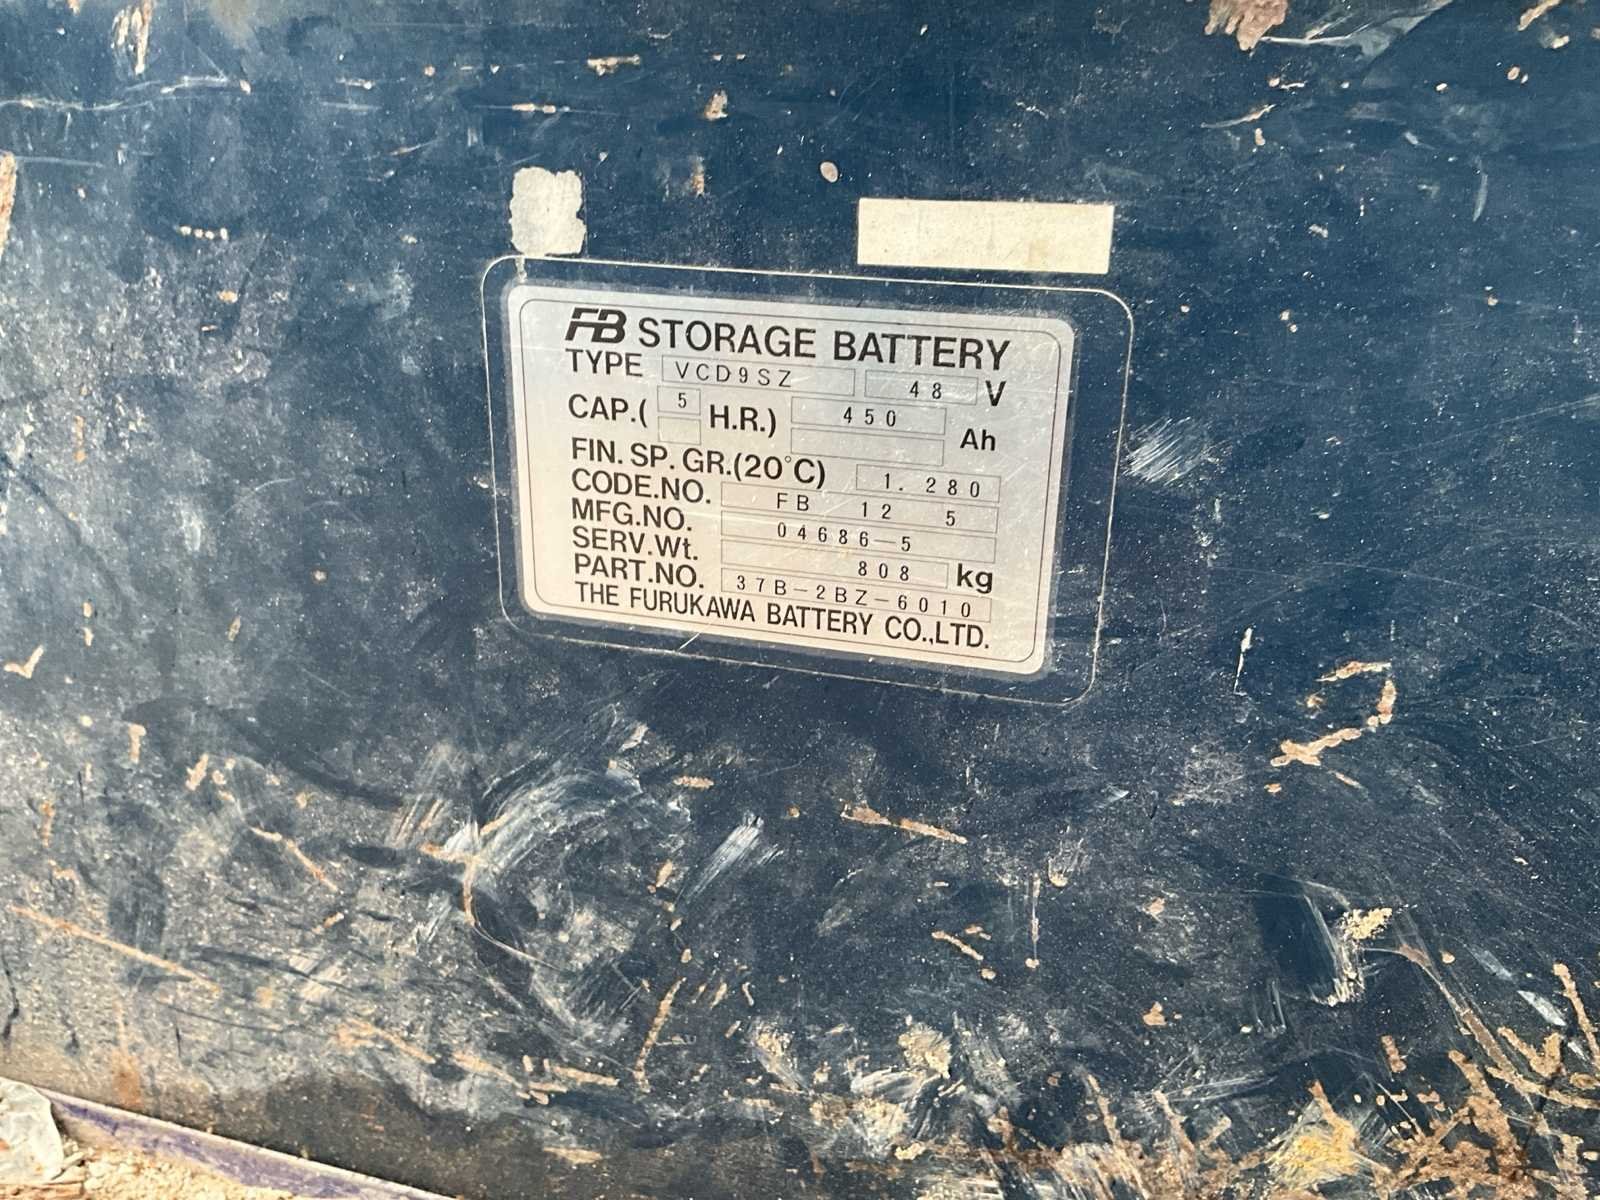 FB STORAGE BATTERY
TYPE VCD9SZ 48 V
CAP.( 5 H.R.) 450 Ah
FIN. SP. GR.(20°C) 1. 280
CODE.NO. FB 12 5
MFG.NO. 04686-5
SERV.Wt. 808 kg
PART.NO. 37B-2BZ-6010
THE FURUKAWA BATTERY CO.,LTD.